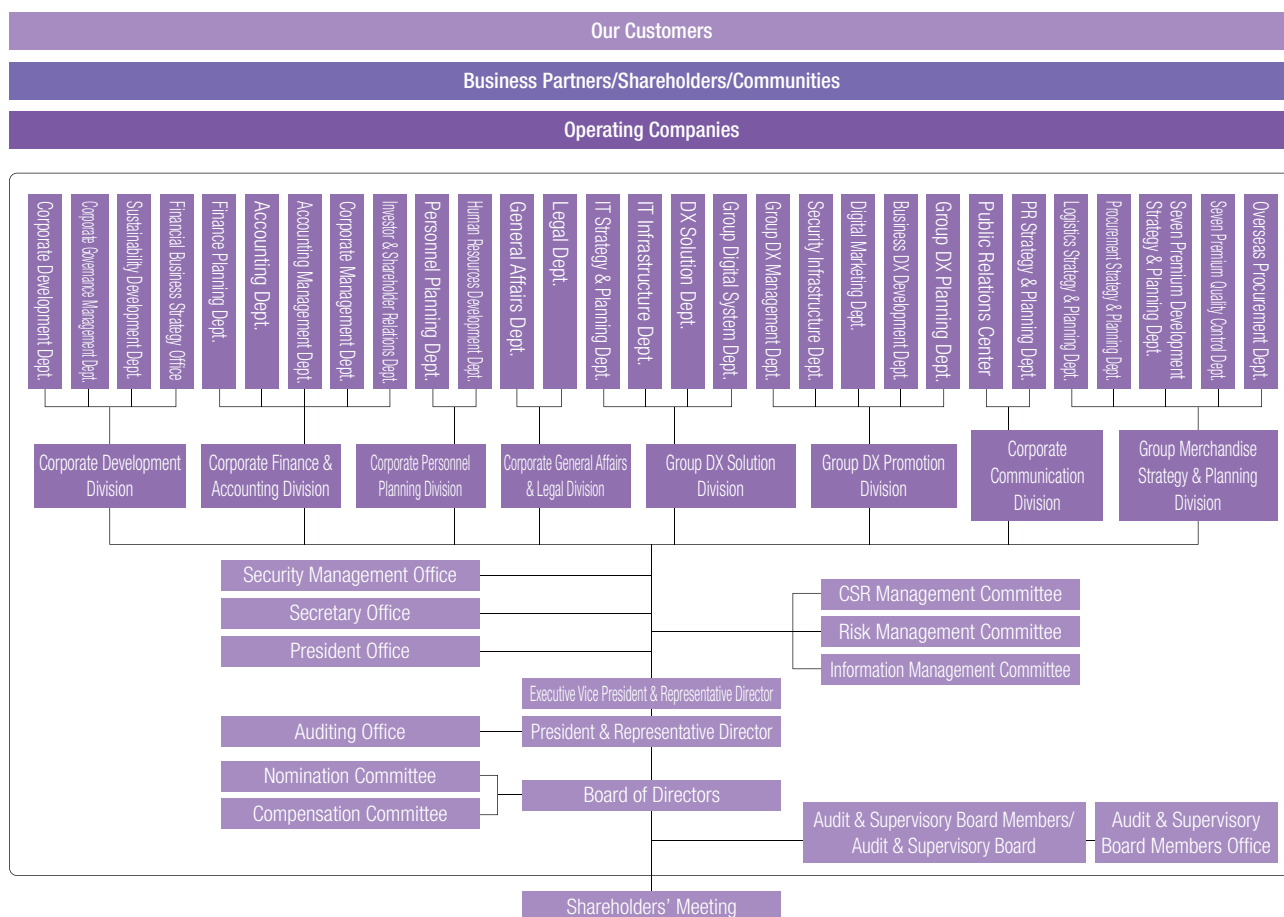 Our Customers
Business Partners/Shareholders/Communities
Operating Companies
Corporate Development Dept.
Corporate Governance Management Dept.
Sustainability Development Dept.
Financial Business Strategy Office
Finance Planning Dept.
Accounting Dept.
Accounting Management Dept.
Corporate Management Dept.
Investor & Shareholder Relations Dept.
Personnel Planning Dept.
Human Resources Development Dept.
General Affairs Dept.
Legal Dept.
IT Strategy & Planning Dept.
IT Infrastructure Dept.
DX Solution Dept.
Group Digital System Dept.
Group DX Management Dept.
Security Infrastructure Dept.
Digital Marketing Dept.
Business DX Development Dept.
Group DX Planning Dept.
Public Relations Center
PR Strategy & Planning Dept.
Logistics Strategy & Planning Dept.
Procurement Strategy & Planning Dept.
Seven Premium Development
Strategy & Planning Dept.
Seven Premium Quality Control Dept.
Overseas Procurement Dept.
Corporate Development
Division
Corporate Finance &
Accounting Division
Corporate Personnel
Planning Division
Corporate General Affairs
& Legal Division
Group DX Solution
Division
Group DX Promotion
Division
Corporate
Communication
Division
Group Merchandise
Strategy & Planning
Division
Security Management Office
Secretary Office
President Office
CSR Management Committee
Risk Management Committee
Information Management Committee
Executive Vice President & Representative Director
Auditing Office
President & Representative Director
Nomination Committee
Compensation Committee
Board of Directors
Audit & Supervisory Board Members/
Audit & Supervisory Board
Audit & Supervisory
Board Members Office
Shareholders' Meeting